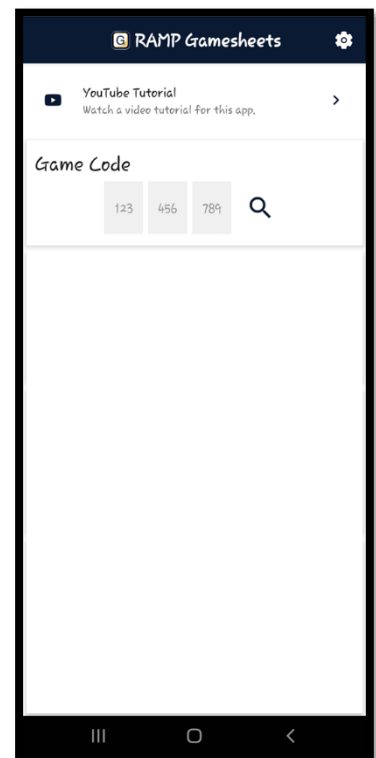 G RAMP Gamesheets
YouTube Tutorial
Watch a video tutorial for this app.
Game Code
123 456 789